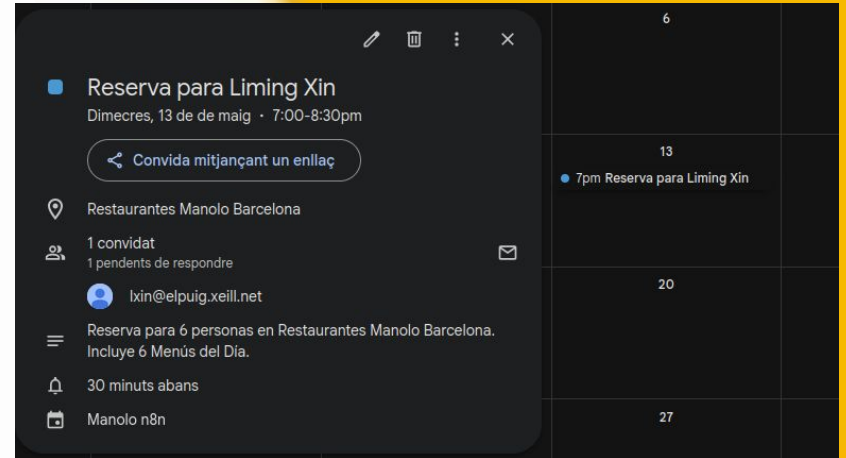 Reserva para Liming Xin
Dimecres, 13 de de maig · 7:00-8:30pm
Convida mitjançant un enllaç
Restaurantes Manolo Barcelona
1 convidat
1 pendents de respondre
lxin@elpuig.xeill.net
Reserva para 6 personas en Restaurantes Manolo Barcelona.
Incluye 6 Menús del Día.
30 minuts abans
Manolo n8n
6
13
7pm Reserva para Liming Xin
20
27